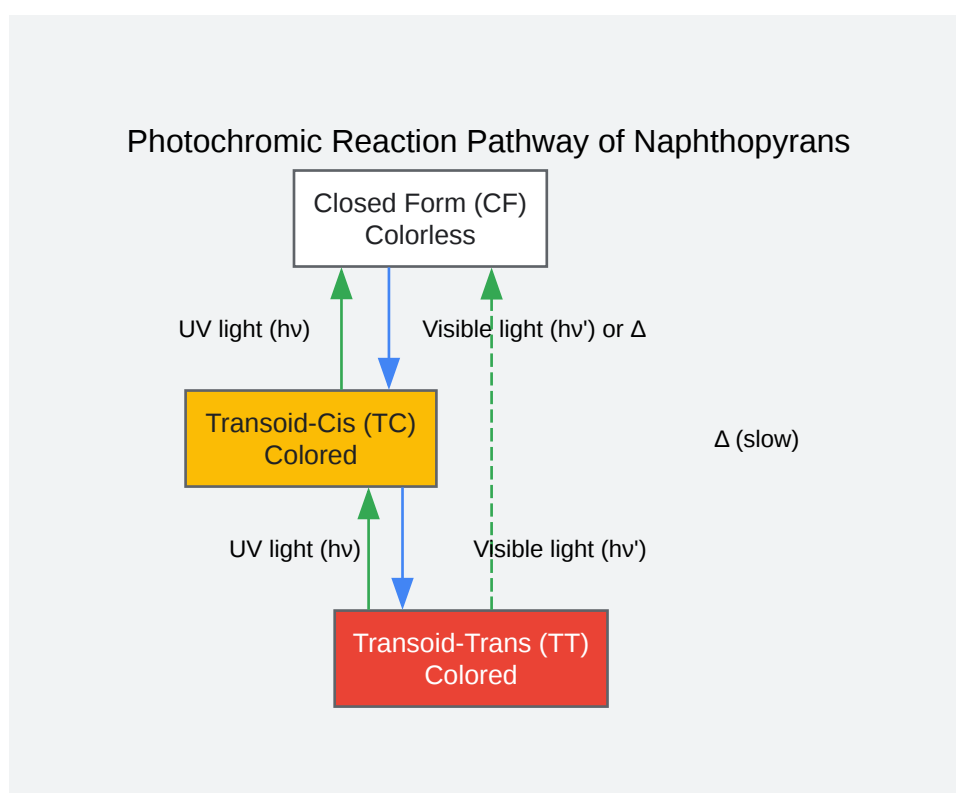 Photochromic Reaction Pathway of Naphthopyrans
Closed Form (CF)
Colorless
UV light (hν)
Visible light (hν') or Δ
Transoid-Cis (TC)
Colored
Δ (slow)
UV light (hν)
Visible light (hν')
Transoid-Trans (TT)
Colored